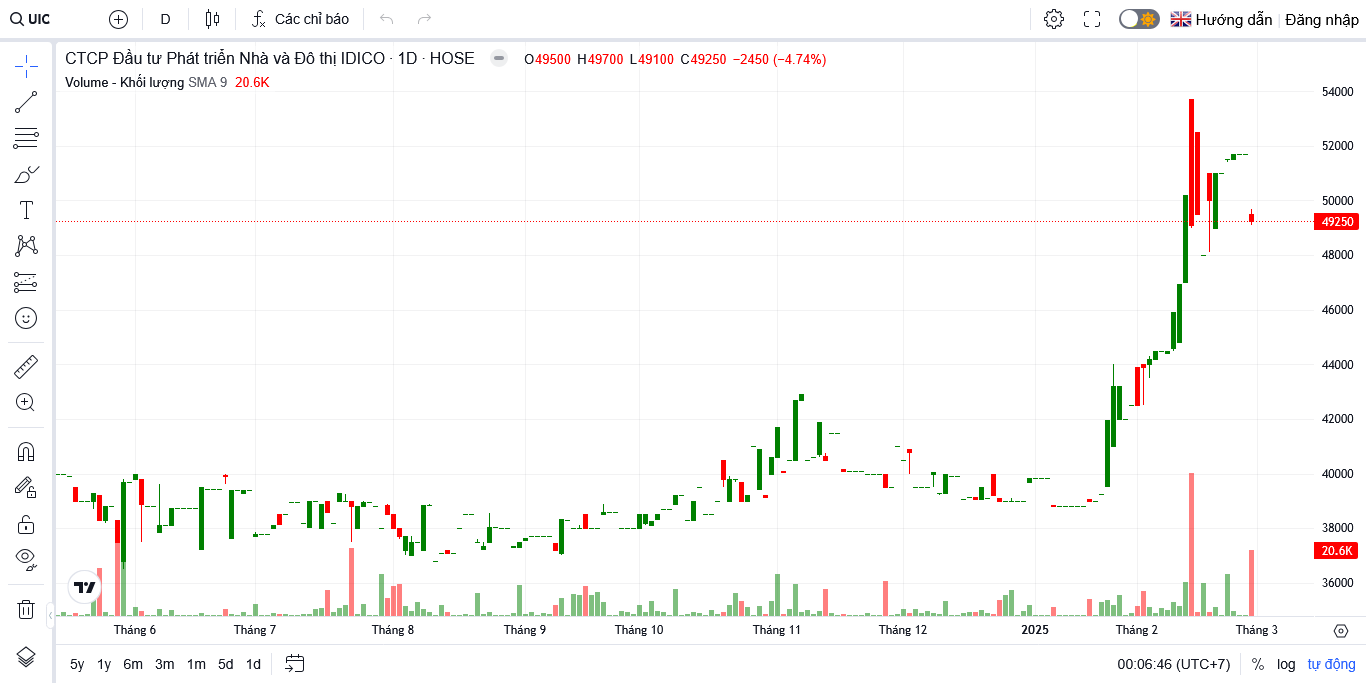 UIC D Các chỉ báo Hướng dẫn Đăng nhập
CTCP Đầu tư Phát triển Nhà và Đô thị IDICO · 1D · HOSE O49500 H49700 L49100 C49250 −2450 (−4.74%)
Volume - Khối lượng SMA 9 20.6K
54000
52000
50000
49250
48000
46000
44000
42000
40000
38000
20.6K
36000
Tháng 6 Tháng 7 Tháng 8 Tháng 9 Tháng 10 Tháng 11 Tháng 12 2025 Tháng 2 Tháng 3
5y 1y 6m 3m 1m 5d 1d 00:06:46 (UTC+7) % log tự động